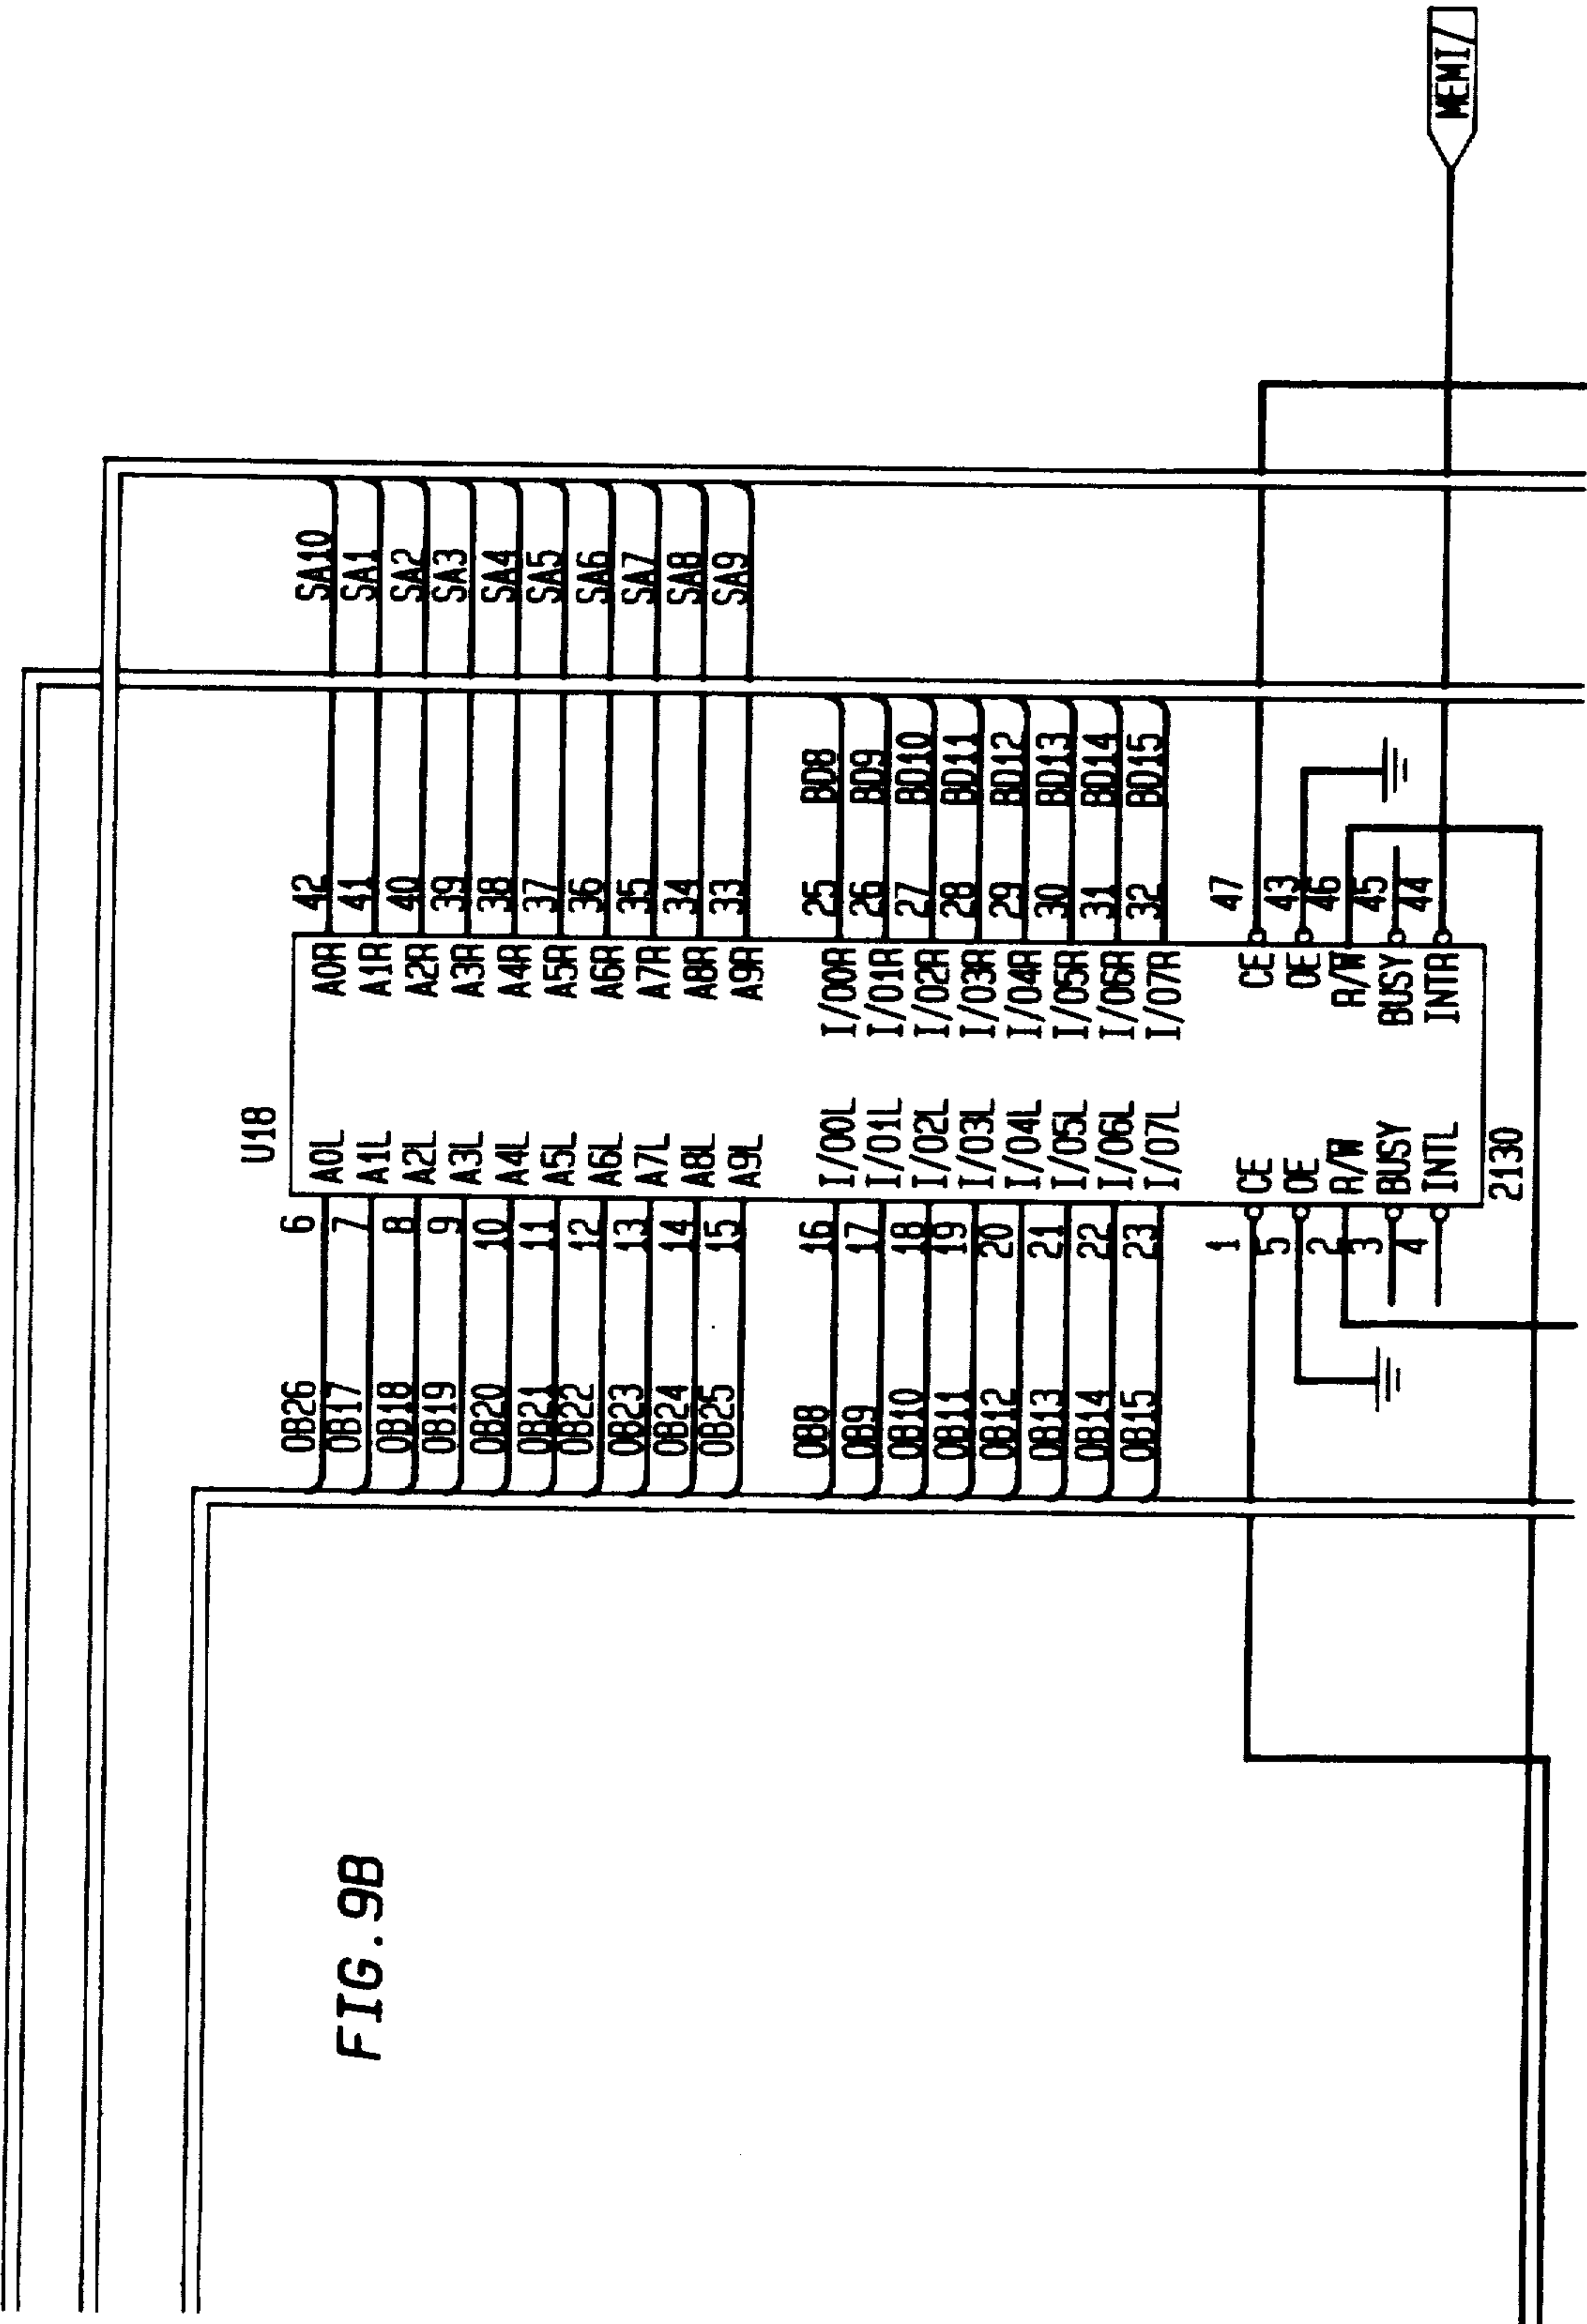 U18
OB26 6 A0L A0R 42 SA10
OB17 7 A1L A1R 41 SA1
OB18 8 A2L A2R 40 SA2
OB19 9 A3L A3R 39 SA3
OB20 10 A4L A4R 38 SA4
OB21 11 A5L A5R 37 SA5
OB22 12 A6L A6R 36 SA6
OB23 13 A7L A7R 35 SA7
OB24 14 A8L A8R 34 SA8
OB25 15 A9L A9R 33 SA9
OB8 16 I/O0L I/O0R 25 BD8
OB9 17 I/O1L I/O1R 26 BD9
OB10 18 I/O2L I/O2R 27 BD10
OB11 19 I/O3L I/O3R 28 BD11
OB12 20 I/O4L I/O4R 29 BD12
OB13 21 I/O5L I/O5R 30 BD13
OB14 22 I/O6L I/O6R 31 BD14
OB15 23 I/O7L I/O7R 32 BD15
1 CE CE 47
5 OE OE 43
2 R/W R/W 46
3 BUSY BUSY 45
4 INTL INTR 44
MEMI/
2130
FIG.9B